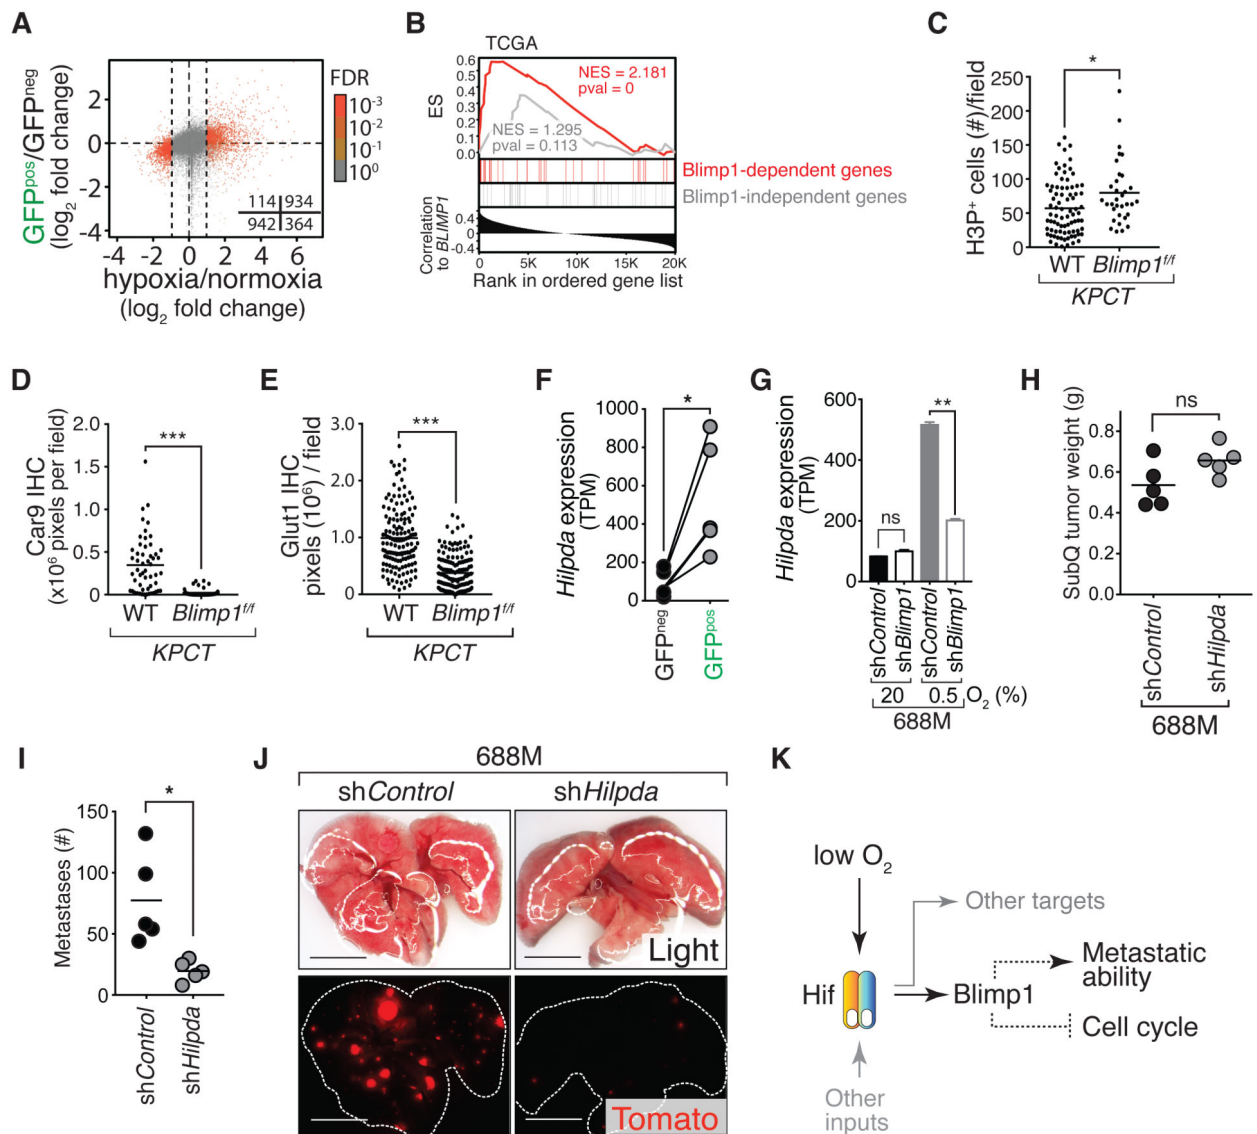 A
GFPpos/GFPneg
(log2 fold change)
2
0
-2
-4
-4 -2 0 2 4 6
hypoxia/normoxia
(log2 fold change)
114 934
942 364
FDR
10-3
10-2
10-1
100
B
TCGA
ES
0.6
0.5
0.4
0.3
0.2
0.1
0.0
NES = 2.181
pval = 0
NES = 1.295
pval = 0.113
Blimp1-dependent genes
Blimp1-independent genes
Correlation
to BLIMP1
0.4
0
-0.4
0 5K 10K 15K 20K
Rank in ordered gene list
C
H3P+ cells (#)/field
250
200
150
100
50
0
*
WT Blimp1f/f
KPCT
D
Car9 IHC
(x106 pixels per field)
2.0
1.5
1.0
0.5
0
***
WT Blimp1f/f
KPCT
E
Glut1 IHC
pixels (106) / field
3.0
2.0
1.0
0
***
WT Blimp1f/f
KPCT
F
Hilpda expression
(TPM)
1000
800
600
400
200
0
*
GFPneg
GFPpos
G
Hilpda expression
(TPM)
600
400
200
0
ns
**
shControl
shBlimp1
shControl
shBlimp1
20 0.5 O2 (%)
688M
H
SubQ tumor weight (g)
0.8
0.6
0.4
0.2
0.0
ns
shControl
shHilpda
688M
I
Metastases (#)
150
100
50
0
*
shControl
shHilpda
J
688M
shControl shHilpda
Light
Tomato
K
low O2
Other targets
Hif
Blimp1
Metastatic
ability
Cell cycle
Other
inputs